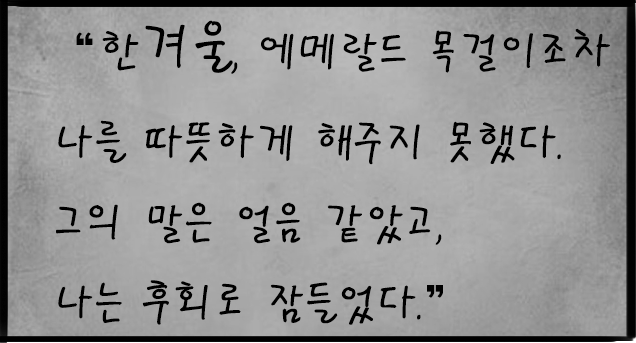 “한겨울, 에메랄드 목걸이조차
나를 따뜻하게 해주지 못했다.
그의 말은 얼음 같았고,
나는 후회로 잠들었다.”